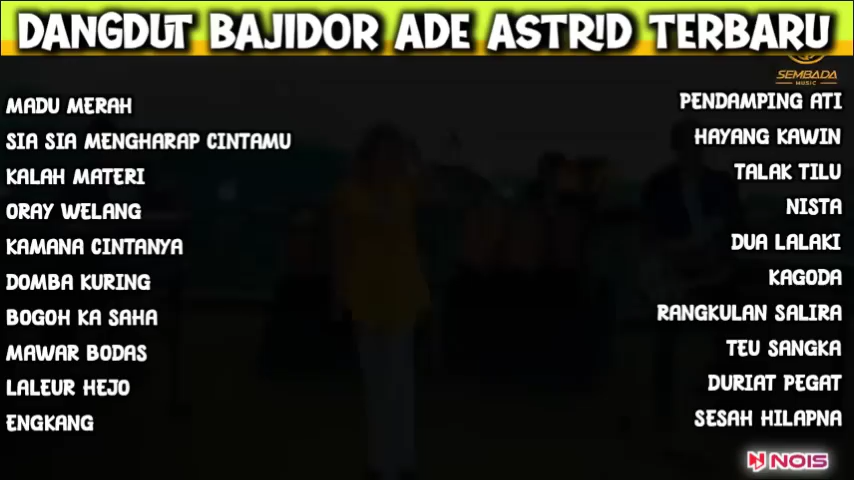 DANGDUT BAJIDOR ADE ASTRID TERBARU
SEMBADA
MUSIC
MADU MERAH
SIA SIA MENGHARAP CINTAMU
KALAH MATERI
ORAY WELANG
KAMANA CINTANYA
DOMBA KURING
BOGOH KA SAHA
MAWAR BODAS
LALEUR HEJO
ENGKANG
PENDAMPING ATI
HAYANG KAWIN
TALAK TILU
NISTA
DUA LALAKI
KAGODA
RANGKULAN SALIRA
TEU SANGKA
DURIAT PEGAT
SESAH HILAPNA
NOIS